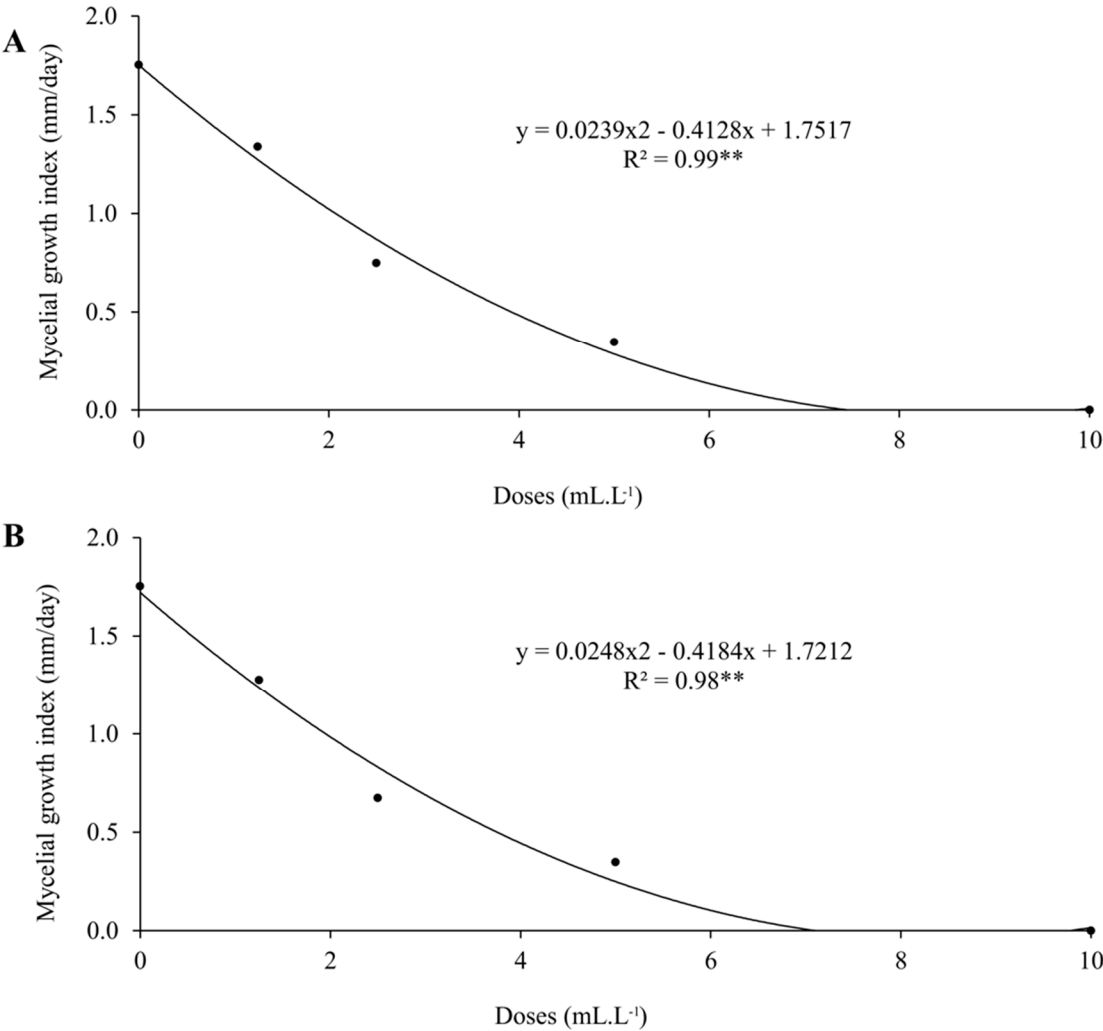 A
Mycelial growth index (mm/day)
2.0
1.5
1.0
0.5
0.0
y = 0.0239x2 - 0.4128x + 1.7517
R² = 0.99**
0 2 4 6 8 10
Doses (mL.L⁻¹)
B
Mycelial growth index (mm/day)
2.0
1.5
1.0
0.5
0.0
y = 0.0248x2 - 0.4184x + 1.7212
R² = 0.98**
0 2 4 6 8 10
Doses (mL.L⁻¹)